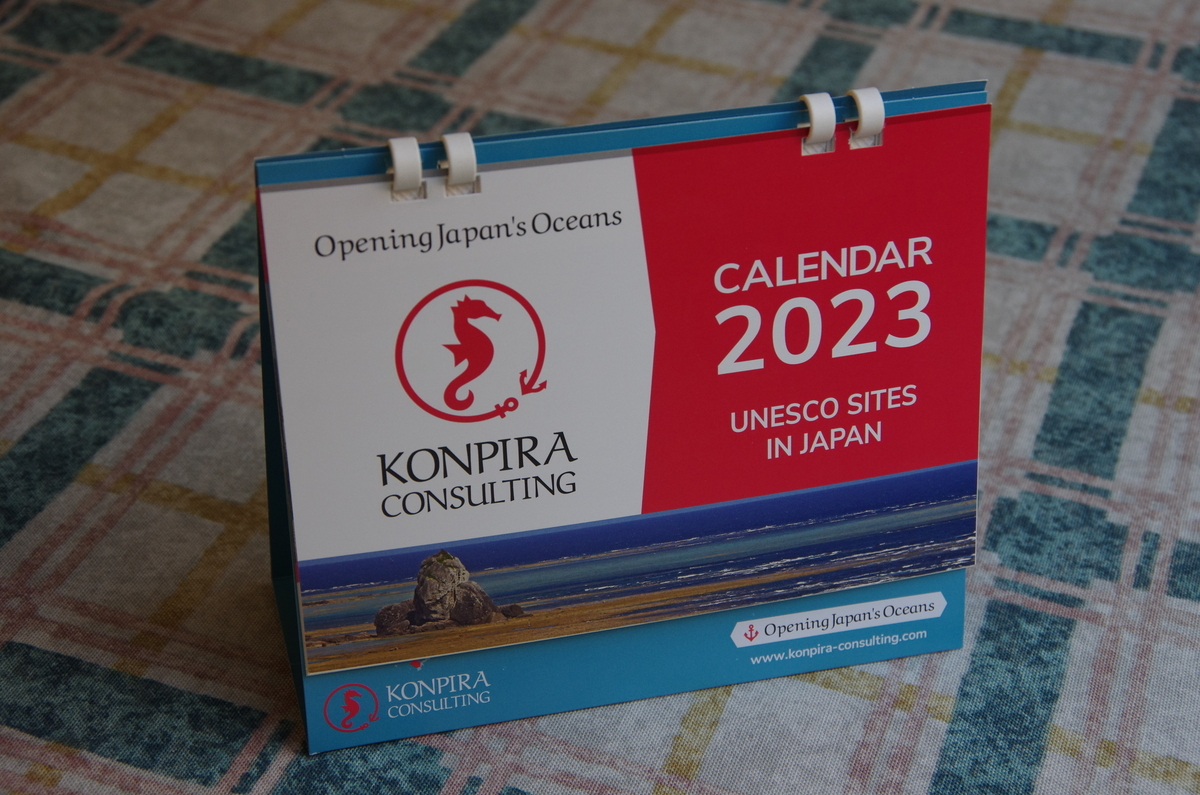 Opening Japan's Oceans
KONPIRA
CONSULTING
CALENDAR
2023
UNESCO SITES
IN JAPAN
KONPIRA
CONSULTING
Opening Japan's Oceans
www.konpira-consulting.com